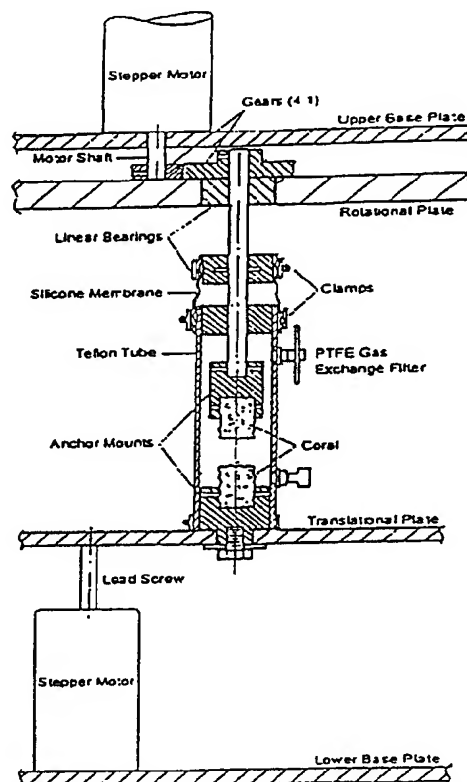 Stepper Motor
Gears (4:1)
Upper Base Plate
Motor Shaft
Rotational Plate
Linear Bearings
Silicone Membrane
Clamps
Teflon Tube
PTFE Gas
Exchange Filter
Anchor Mounts
Coral
Translational Plate
Lead Screw
Stepper Motor
Lower Base Plate